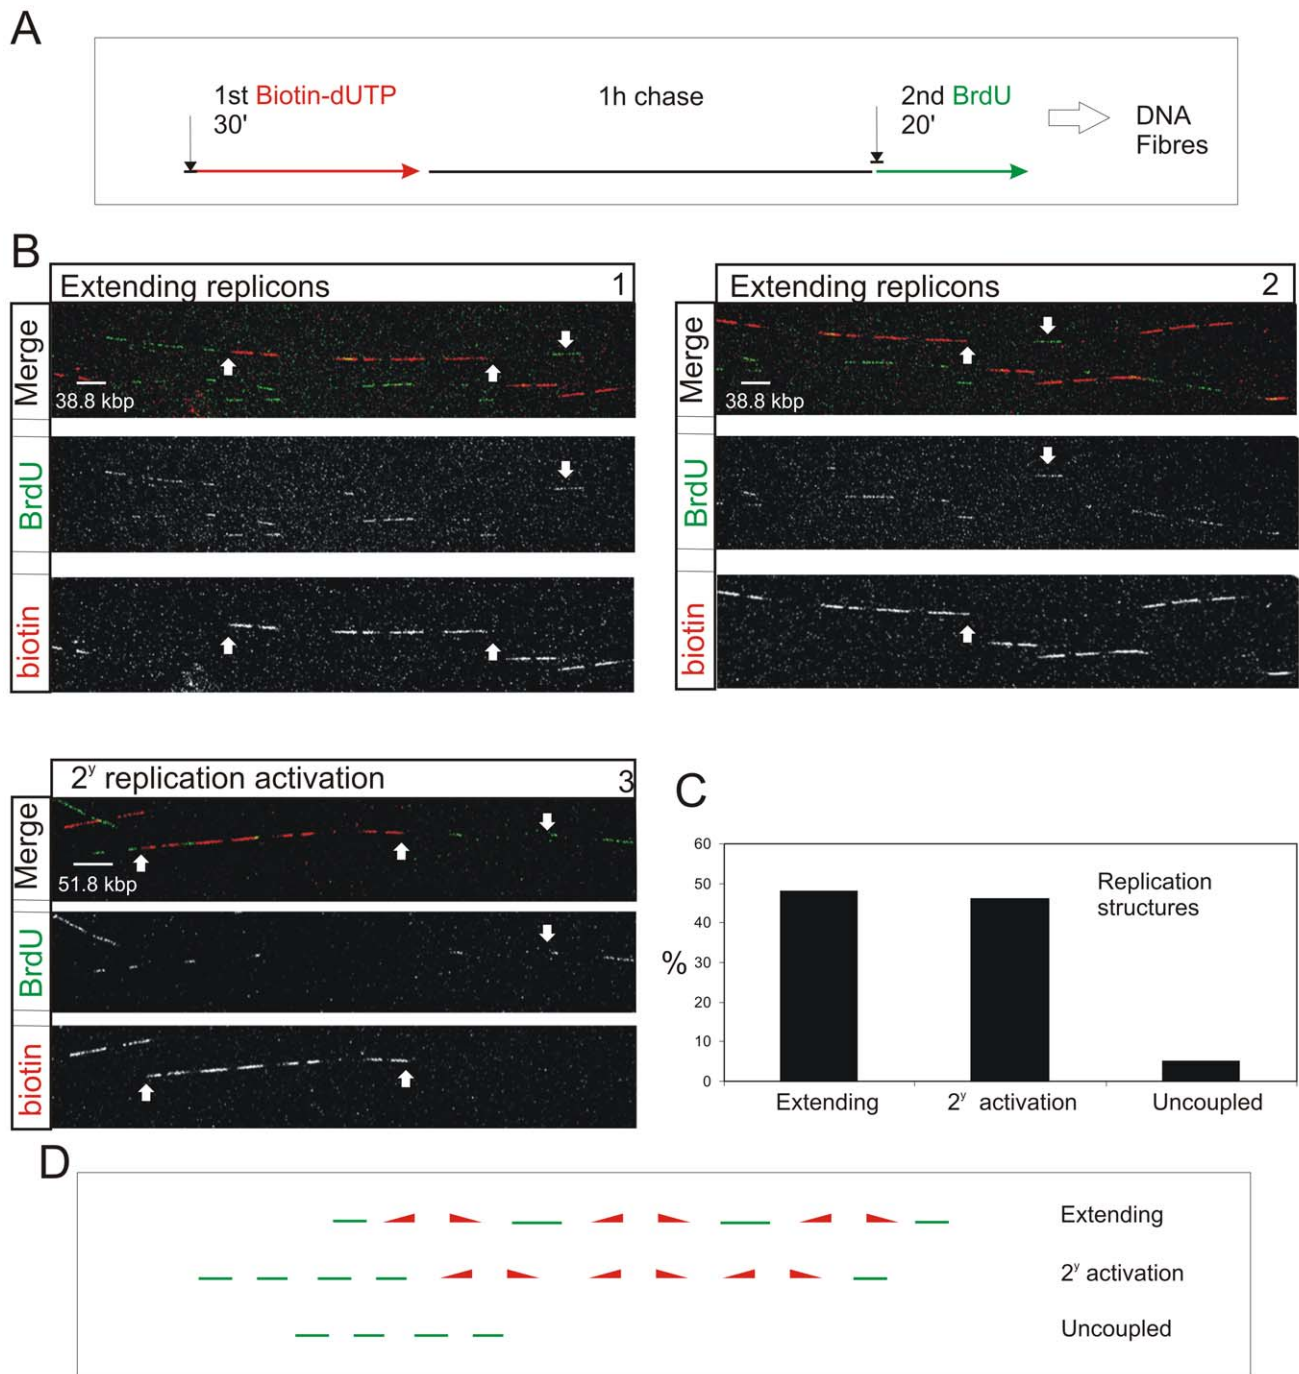 A
1st Biotin-dUTP
30'
1h chase
2nd BrdU
20'
DNA
Fibres
B
Extending replicons 1
Merge
38.8 kbp
BrdU
biotin
Extending replicons 2
Merge
38.8 kbp
BrdU
biotin
2ʸ replication activation 3
Merge
51.8 kbp
BrdU
biotin
C
Replication
structures
%
60
50
40
30
20
10
0
Extending
2ʸ activation
Uncoupled
D
Extending
2ʸ activation
Uncoupled